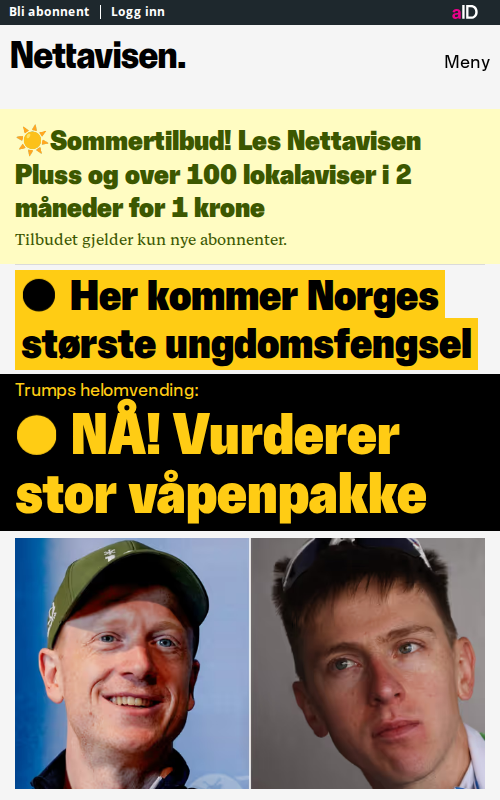 Bli abonnent | Logg inn
aID
Nettavisen.
Meny
☀️Sommertilbud! Les Nettavisen
Pluss og over 100 lokalaviser i 2
måneder for 1 krone
Tilbudet gjelder kun nye abonnenter.
Her kommer Norges
største ungdomsfengsel
Trumps helomvending:
NÅ! Vurderer
stor våpenpakke